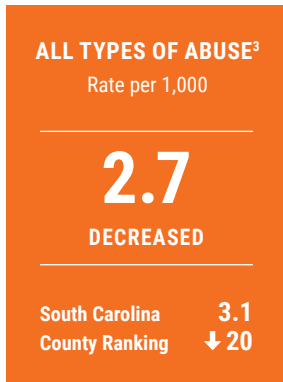 ALL TYPES OF ABUSE³
Rate per 1,000
2.7
DECREASED
South Carolina 3.1
County Ranking 🡇 20